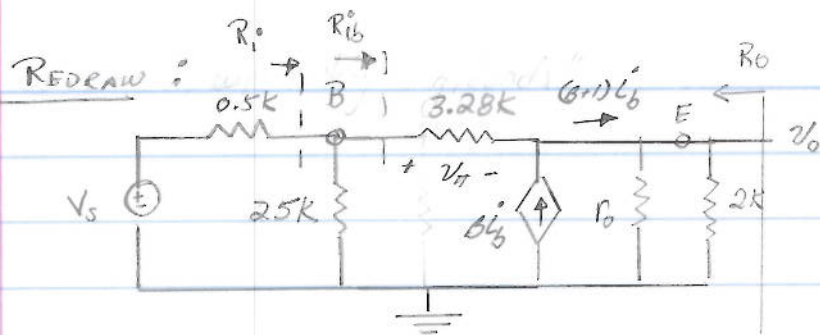 Ri Rib
REDRAW : Ro
0.5K B 3.28K (β+1)ib E
Vo
+ Vπ -
Vs 25K βib ro 2K